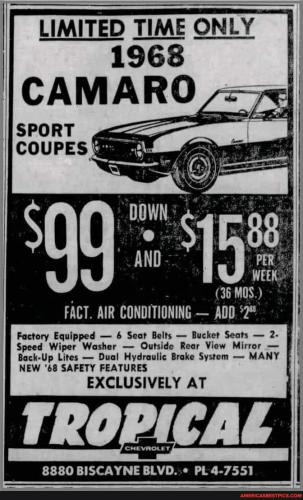 LIMITED TIME ONLY
1968
CAMARO
SPORT
COUPES
$99 DOWN
AND
$15.88
PER
WEEK
(36 MOS.)
FACT. AIR CONDITIONING — ADD $2 88
Factory Equipped — 6 Seat Belts — Bucket Seats — 2-
Speed Wiper Washer — Outside Rear View Mirror —
Back-Up Lites — Dual Hydraulic Brake System — MANY
NEW '68 SAFETY FEATURES
EXCLUSIVELY AT
TROPICAL
CHEVROLET
8880 BISCAYNE BLVD. • PL 4-7551
AMERICASBESTPICS.COM